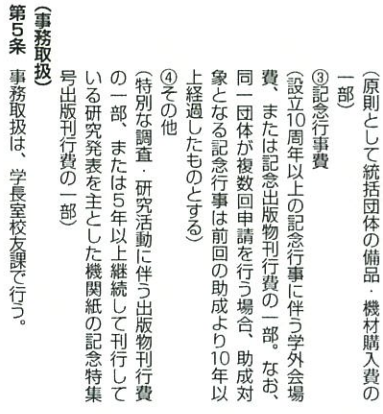 （原則として統括団体の備品・機材購入費の
一部）
③記念行事費
（設立10周年以上の記念行事に伴う学外会場
費、または記念出版物刊行費の一部。なお、
同一団体が複数回申請を行う場合、助成対
象となる記念行事は前回の助成より10年以
上経過したものとする）
④その他
（特別な調査・研究活動に伴う出版物刊行費
の一部、または5年以上継続して刊行して
いる研究発表を主とした機関紙の記念特集
号出版刊行費の一部）
（事務取扱）
第5条　事務取扱は、学長室校友課で行う。